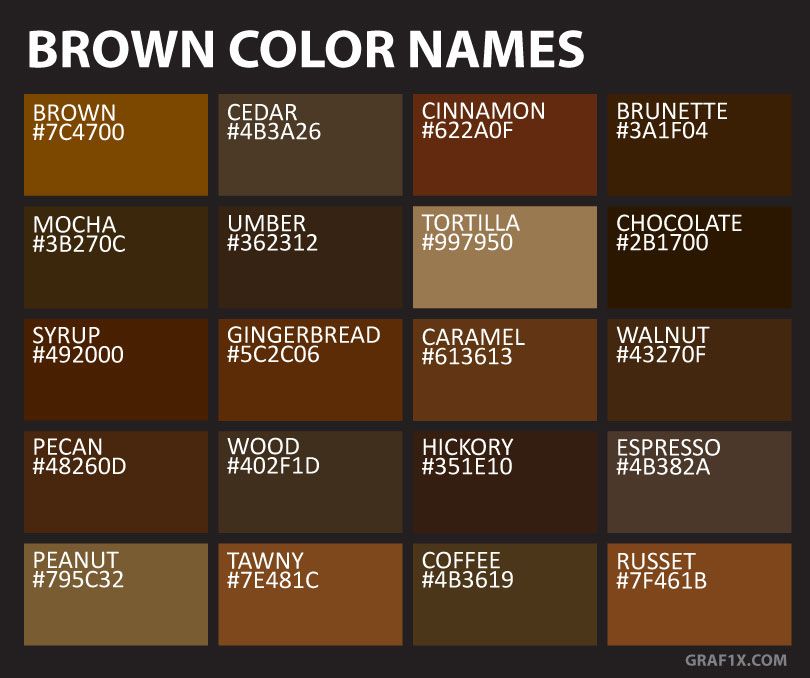 BROWN COLOR NAMES
BROWN
#7C4700
CEDAR
#4B3A26
CINNAMON
#622A0F
BRUNETTE
#3A1F04
MOCHA
#3B270C
UMBER
#362312
TORTILLA
#997950
CHOCOLATE
#2B1700
SYRUP
#492000
GINGERBREAD
#5C2C06
CARAMEL
#613613
WALNUT
#43270F
PECAN
#48260D
WOOD
#402F1D
HICKORY
#351E10
ESPRESSO
#4B382A
PEANUT
#795C32
TAWNY
#7E481C
COFFEE
#4B3619
RUSSET
#7F461B
GRAF1X.COM